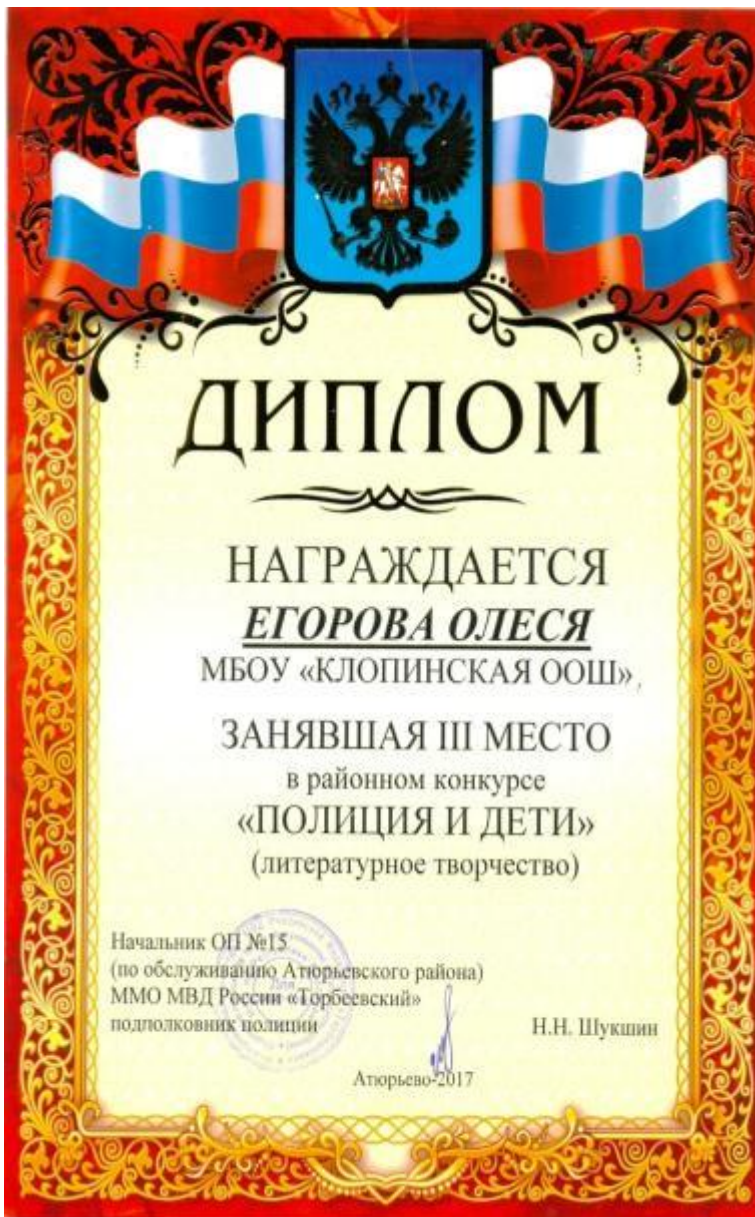 ДИПЛОМ
НАГРАЖДАЕТСЯ
ЕГОРОВА ОЛЕСЯ
МБОУ «КЛОПИНСКАЯ ООШ»,
ЗАНЯВШАЯ III МЕСТО
в районном конкурсе
«ПОЛИЦИЯ И ДЕТИ»
(литературное творчество)
Начальник ОП №15
(по обслуживанию Атюрьевского района)
ММО МВД России «Торбеевский»
подполковник полиции Н.Н. Шукшин
Атюрьево-2017
Для